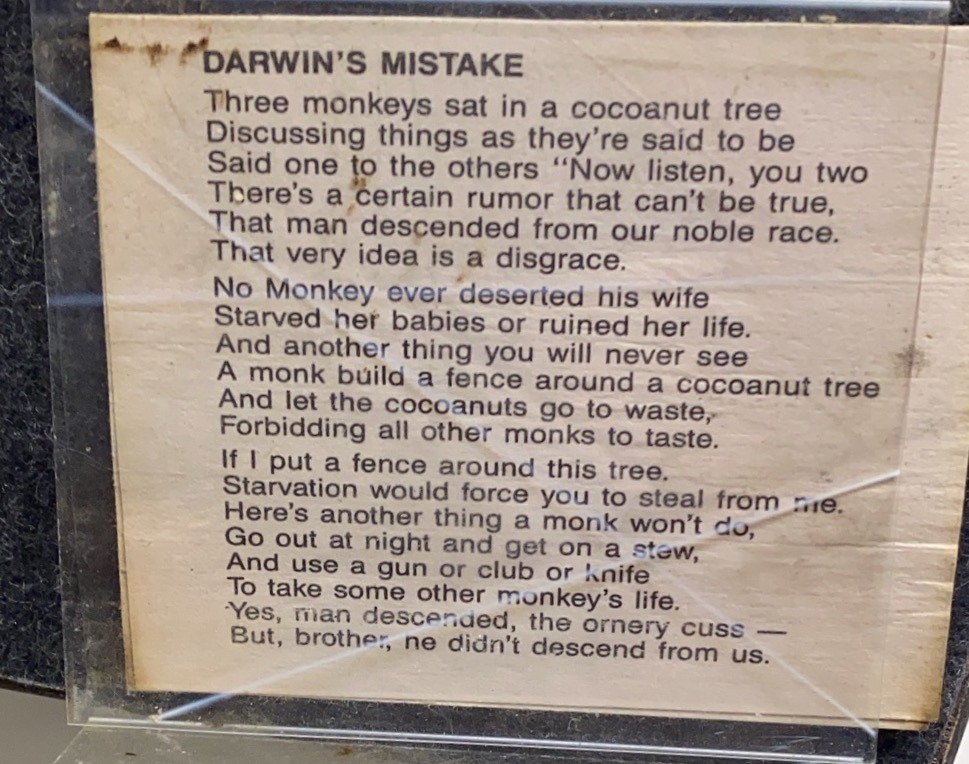 DARWIN'S MISTAKE
Three monkeys sat in a cocoanut tree
Discussing things as they're said to be
Said one to the others "Now listen, you two
There's a certain rumor that can't be true,
That man descended from our noble race.
That very idea is a disgrace.
No Monkey ever deserted his wife
Starved her babies or ruined her life.
And another thing you will never see
A monk build a fence around a cocoanut tree
And let the cocoanuts go to waste,
Forbidding all other monks to taste.
If I put a fence around this tree.
Starvation would force you to steal from me.
Here's another thing a monk won't do,
Go out at night and get on a stew,
And use a gun or club or knife
To take some other monkey's life.
Yes, man descended, the ornery cuss —
But, brother, he didn't descend from us.